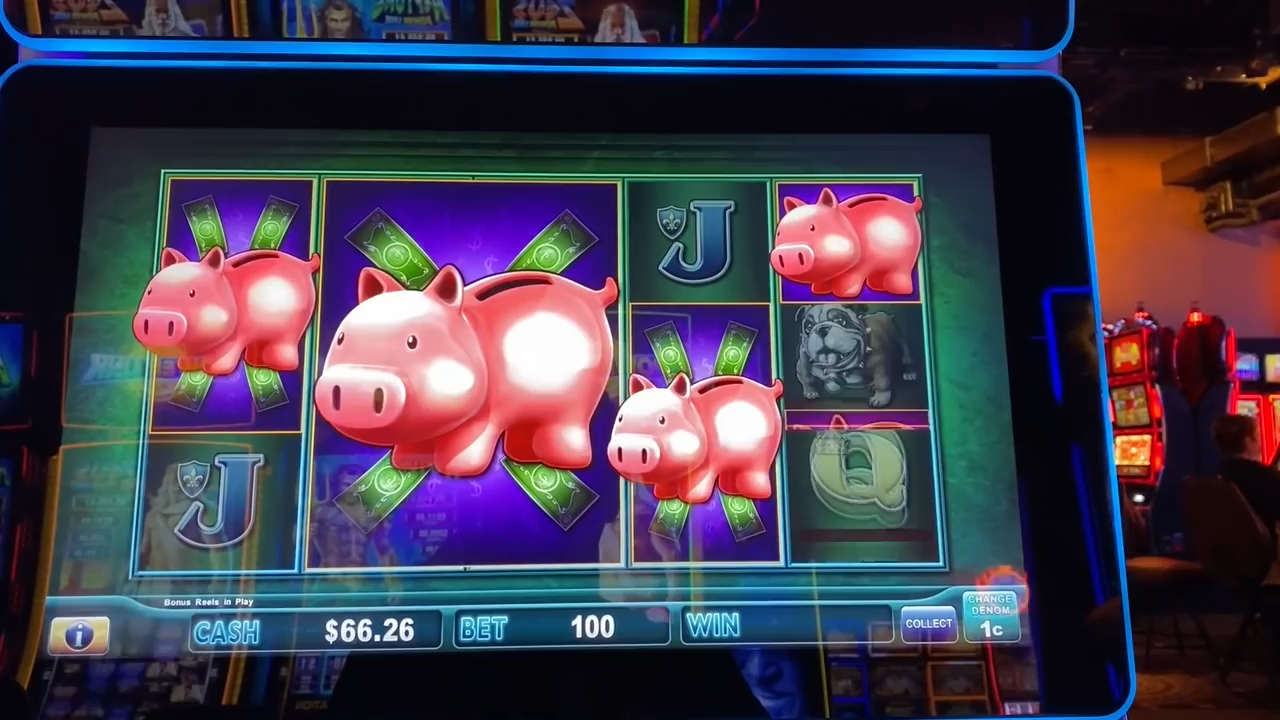 J
J
Q
Bonus Reels in Play
CASH $66.26 BET 100 WIN
COLLECT
CHANGE
DENOM
1c